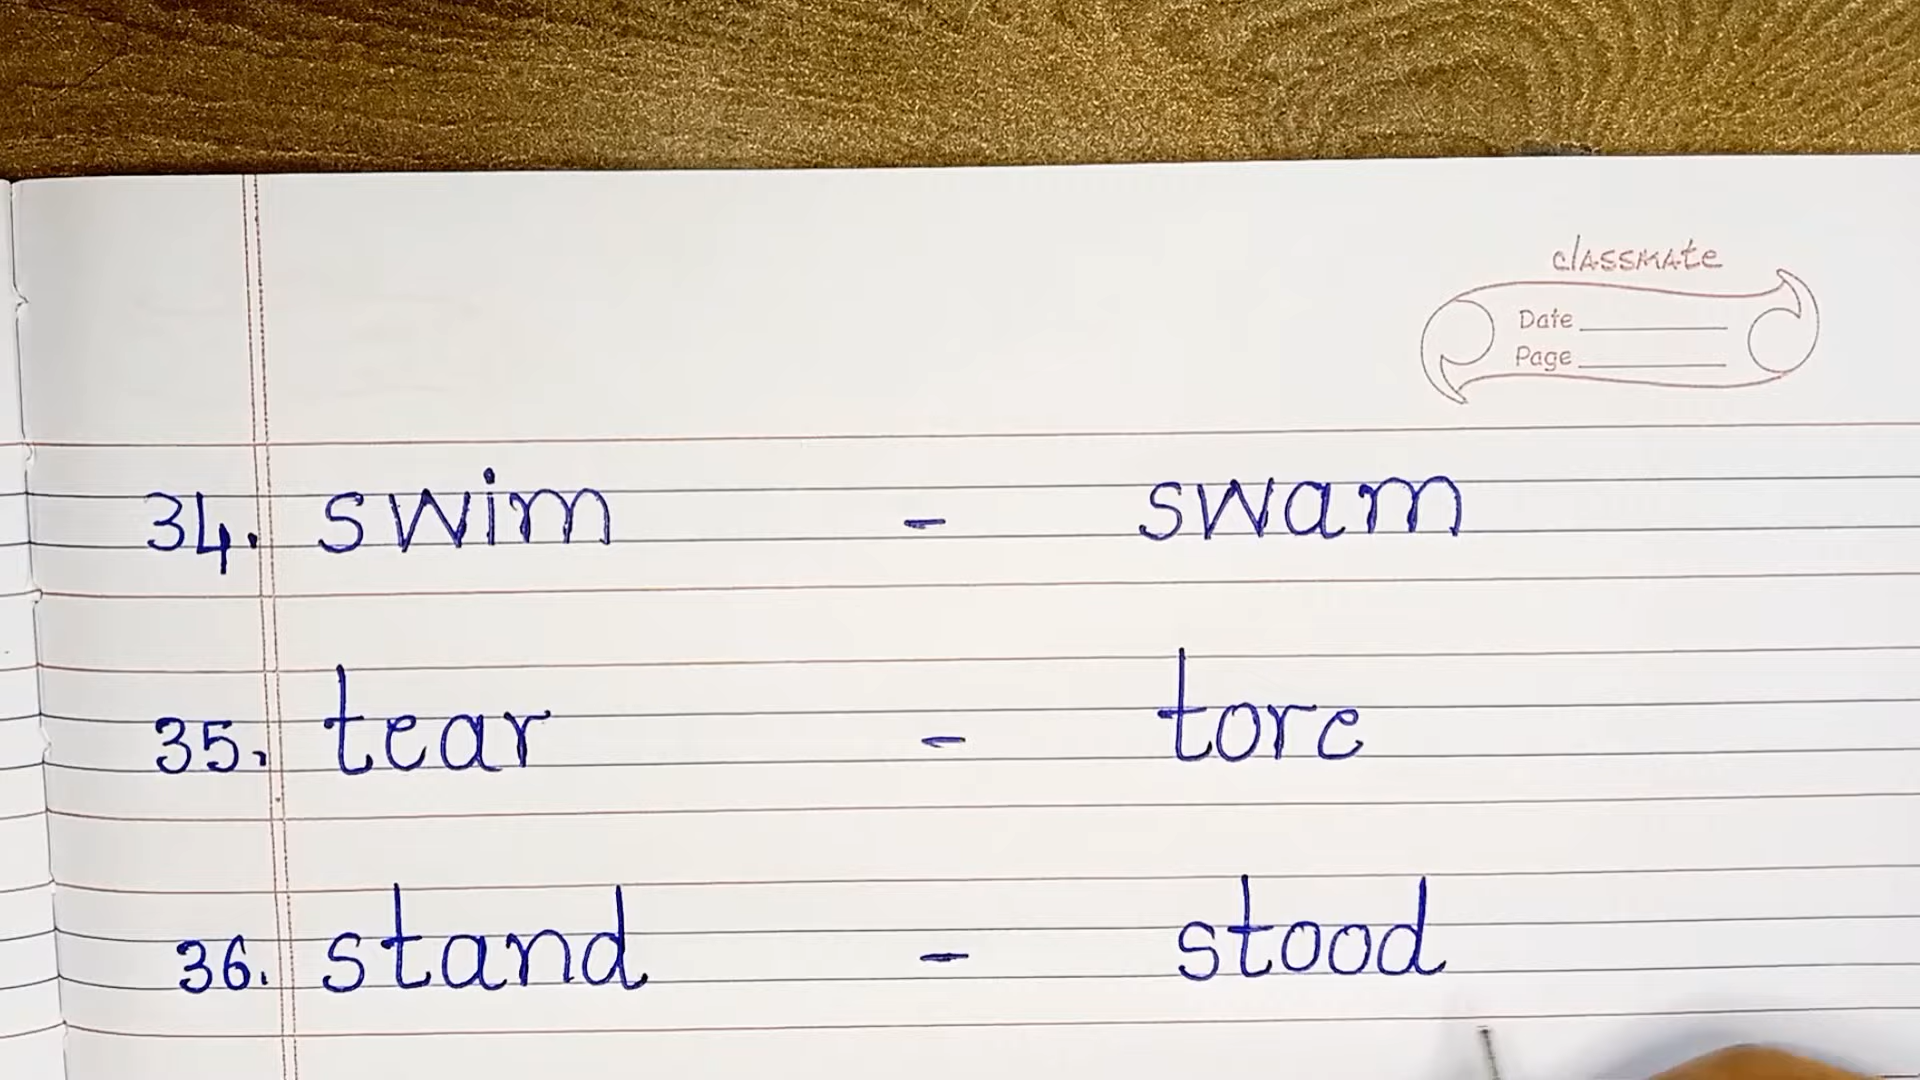 classmate
Date
Page
34. swim - swam
35. tear - tore
36. stand - stood